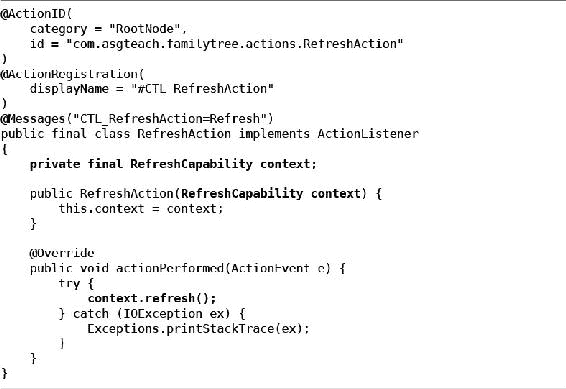 @ActionID(
    category = "RootNode",
    id = "com.asgteach.familytree.actions.RefreshAction"
)
@ActionRegistration(
    displayName = "#CTL_RefreshAction"
)
@Messages("CTL_RefreshAction=Refresh")
public final class RefreshAction implements ActionListener
{
    private final RefreshCapability context;

    public RefreshAction(RefreshCapability context) {
        this.context = context;
    }

    @Override
    public void actionPerformed(ActionEvent e) {
        try {
            context.refresh();
        } catch (IOException ex) {
            Exceptions.printStackTrace(ex);
        }
    }
}